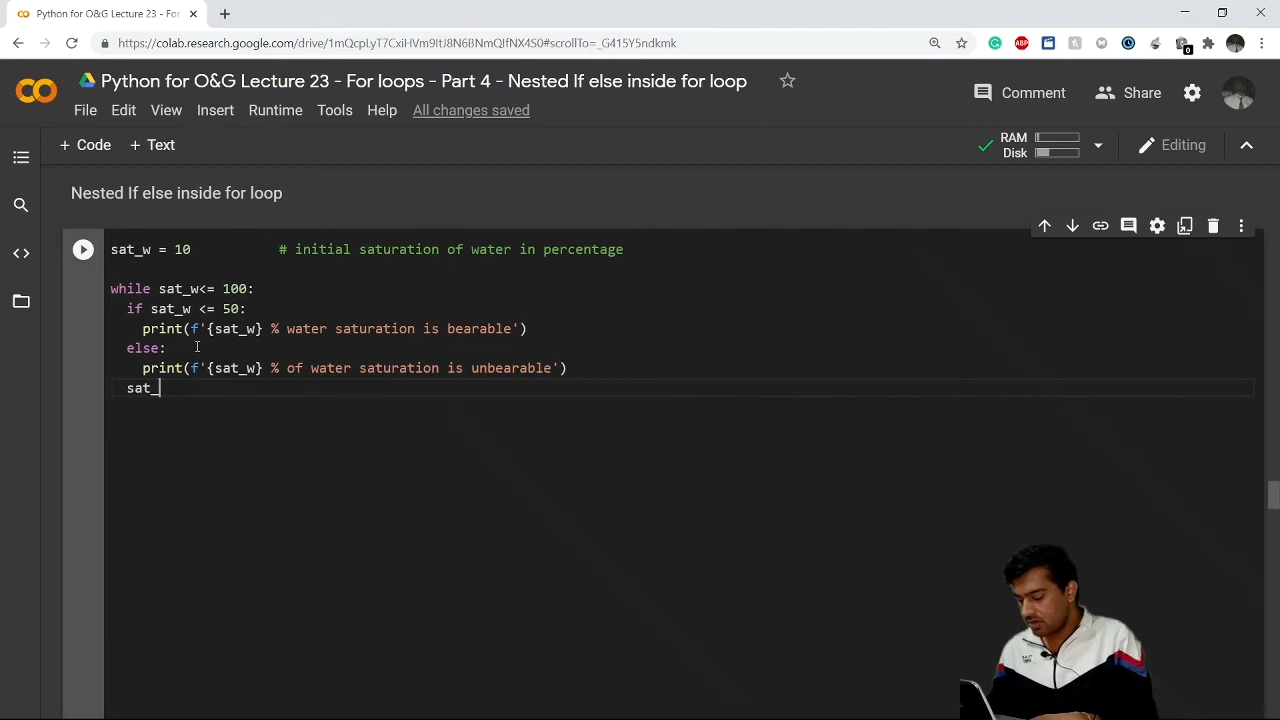 Python for O&G Lecture 23 - For
https://colab.research.google.com/drive/1mQcpLvT7CxiHVm9ItJ8N6BNmQJfNX4S0#scrollTo=_G415Y5ndkmk
ABP
0
Python for O&G Lecture 23 - For loops - Part 4 - Nested If else inside for loop
Comment
Share
File Edit View Insert Runtime Tools Help All changes saved
+ Code + Text
RAM
Disk
Editing
Nested If else inside for loop
sat_w = 10 # initial saturation of water in percentage
while sat_w<= 100:
if sat_w <= 50:
print(f'{sat_w} % water saturation is bearable')
else:
print(f'{sat_w} % of water saturation is unbearable')
sat_